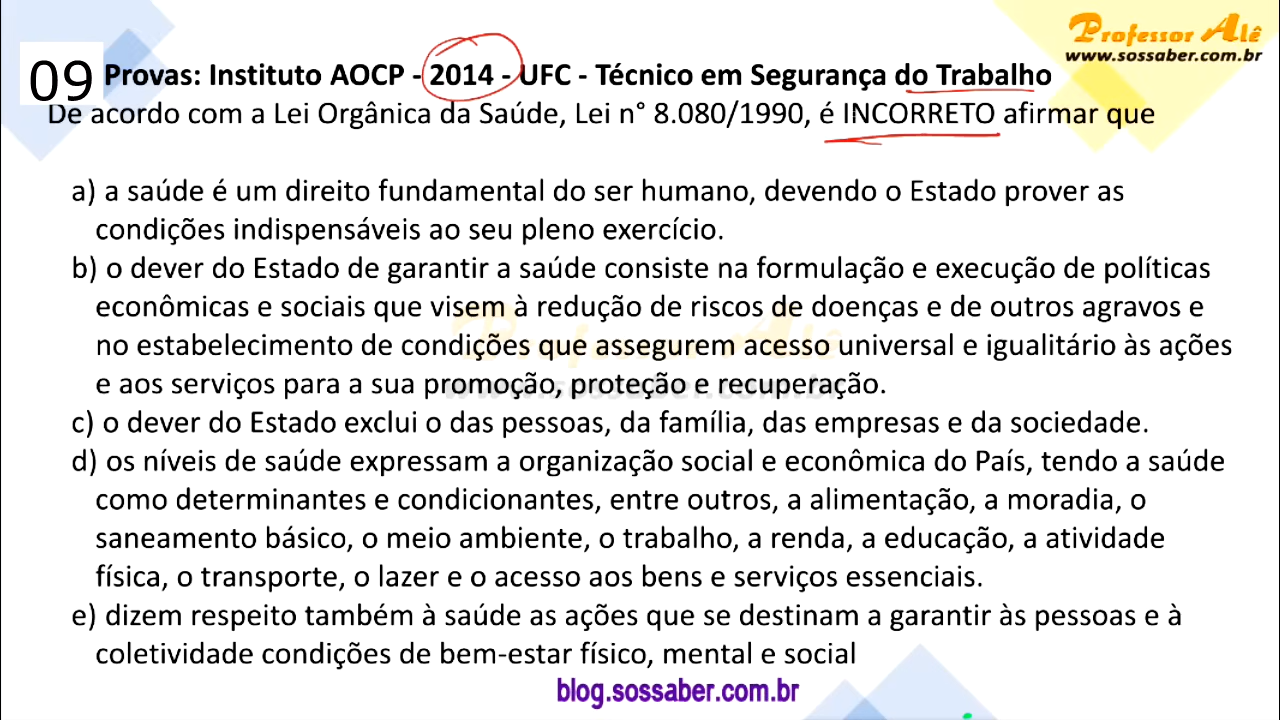 Professor Alê
www.sossaber.com.br
09 Provas: Instituto AOCP - 2014 - UFC - Técnico em Segurança do Trabalho
De acordo com a Lei Orgânica da Saúde, Lei n° 8.080/1990, é INCORRETO afirmar que
a) a saúde é um direito fundamental do ser humano, devendo o Estado prover as
condições indispensáveis ao seu pleno exercício.
b) o dever do Estado de garantir a saúde consiste na formulação e execução de políticas
econômicas e sociais que visem à redução de riscos de doenças e de outros agravos e
no estabelecimento de condições que assegurem acesso universal e igualitário às ações
e aos serviços para a sua promoção, proteção e recuperação.
c) o dever do Estado exclui o das pessoas, da família, das empresas e da sociedade.
d) os níveis de saúde expressam a organização social e econômica do País, tendo a saúde
como determinantes e condicionantes, entre outros, a alimentação, a moradia, o
saneamento básico, o meio ambiente, o trabalho, a renda, a educação, a atividade
física, o transporte, o lazer e o acesso aos bens e serviços essenciais.
e) dizem respeito também à saúde as ações que se destinam a garantir às pessoas e à
coletividade condições de bem-estar físico, mental e social
blog.sossaber.com.br